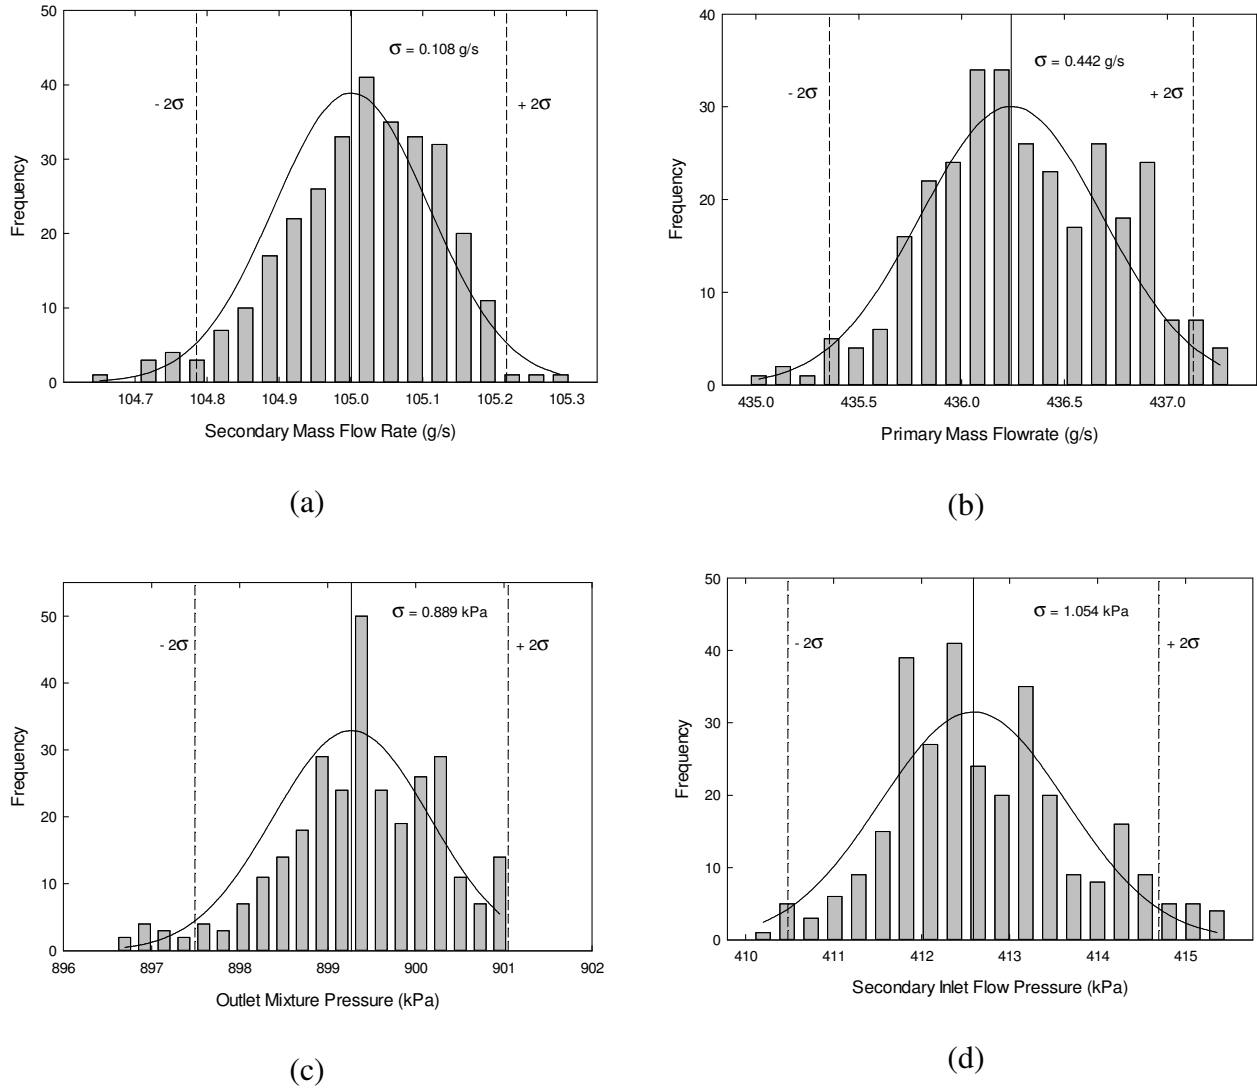 50
40
30
20
10
0
Frequency
σ = 0.108 g/s
- 2σ
+ 2σ
104.7 104.8 104.9 105.0 105.1 105.2 105.3
Secondary Mass Flow Rate (g/s)
(a)
40
30
20
10
0
Frequency
σ = 0.442 g/s
- 2σ
+ 2σ
435.0 435.5 436.0 436.5 437.0
Primary Mass Flowrate (g/s)
(b)
50
40
30
20
10
0
Frequency
σ = 0.889 kPa
- 2σ
+ 2σ
896 897 898 899 900 901 902
Outlet Mixture Pressure (kPa)
(c)
50
40
30
20
10
0
Frequency
σ = 1.054 kPa
- 2σ
+ 2σ
410 411 412 413 414 415
Secondary Inlet Flow Pressure (kPa)
(d)